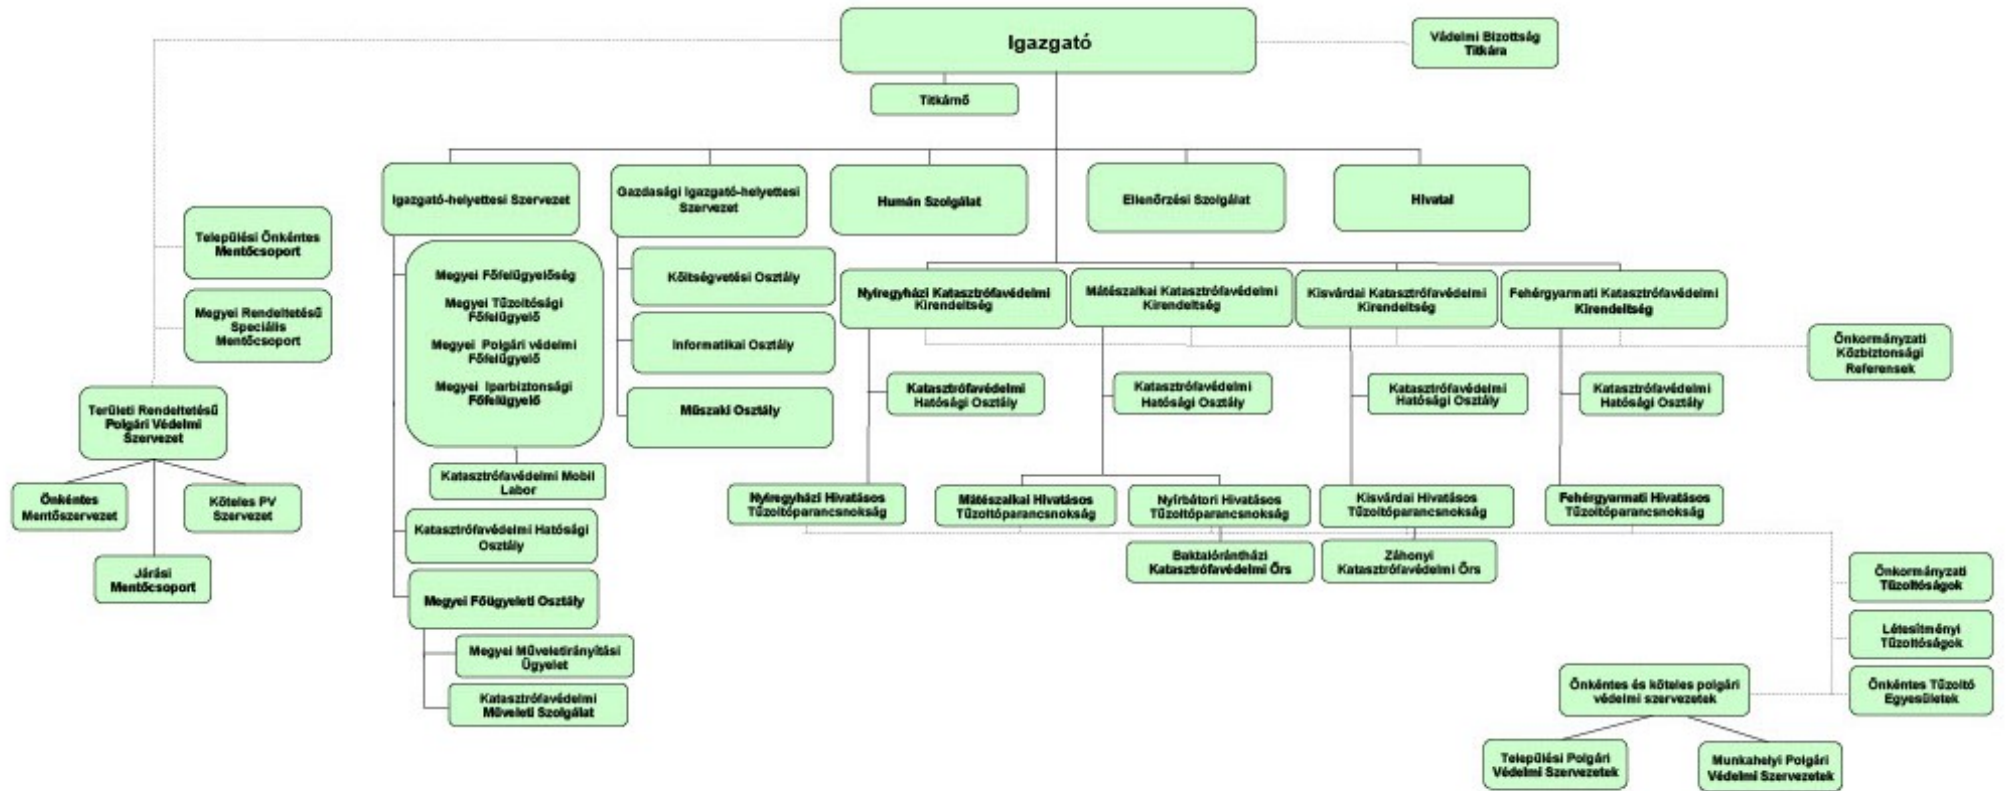 Igazgató
Vádelmi Bizottság
Titkára
Titkárnő
Igazgató-helyettesi Szervezet
Gazdasági Igazgató-helyettesi
Szervezet
Humán Szolgálat
Ellenőrzési Szolgálat
Hivatal
Települési Önkéntes
Mentőcsoport
Megyei Rendeltetésű
Speciális
Mentőcsoport
Területi Rendeltetésű
Polgári Védelmi
Szervezet
Önkéntes
Mentőszervezet
Köteles PV
Szervezet
Járási
Mentőcsoport
Megyei Főfelügyelőség
Megyei Tűzoltósági
Főfelügyelő
Megyei Polgári védelmi
Főfelügyelő
Megyei Iparbiztonsági
Főfelügyelő
Katasztrófavédelmi Mobil
Labor
Katasztrófavédelmi Hatósági
Osztály
Megyei Főügyeleti Osztály
Megyei Műveletirányítási
Ügyelet
Katasztrófavédelmi
Műveleti Szolgálat
Költségvetési Osztály
Informatikai Osztály
Műszaki Osztály
Nyíregyházi Katasztrófavédelmi
Kirendeltség
Mátészalkai Katasztrófavédelmi
Kirendeltség
Kisvárdai Katasztrófavédelmi
Kirendeltség
Fehérgyarmati Katasztrófavédelmi
Kirendeltség
Önkormányzati
Közbiztonsági
Referensek
Katasztrófavédelmi
Hatósági Osztály
Katasztrófavédelmi
Hatósági Osztály
Katasztrófavédelmi
Hatósági Osztály
Katasztrófavédelmi
Hatósági Osztály
Nyíregyházi Hivatásos
Tűzoltóparancsnokság
Mátészalkai Hivatásos
Tűzoltóparancsnokság
Nyírbátori Hivatásos
Tűzoltóparancsnokság
Kisvárdai Hivatásos
Tűzoltóparancsnokság
Fehérgyarmati Hivatásos
Tűzoltóparancsnokság
Baktalórántházi
Katasztrófavédelmi Őrs
Záhonyi
Katasztrófavédelmi Őrs
Önkormányzati
Tűzoltóságok
Létesítményi
Tűzoltóságok
Önkéntes Tűzoltó
Egyesületek
Önkéntes és köteles polgári
védelmi szervezetek
Települési Polgári
Védelmi Szervezetek
Munkahelyi Polgári
Védelmi Szervezetek